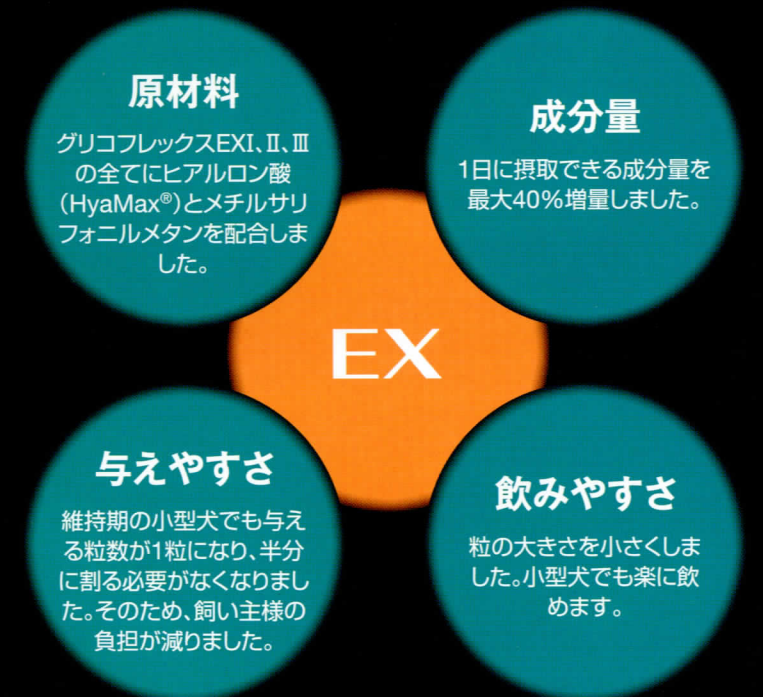 原材料
グリコフレックスEXI、Ⅱ、Ⅲ
の全てにヒアルロン酸
（HyaMax®）とメチルサリ
フォニルメタンを配合しま
した。
成分量
1日に摂取できる成分量を
最大40％増量しました。
EX
与えやすさ
維持期の小型犬でも与え
る粒数が1粒になり、半分
に割る必要がなくなりまし
た。そのため、飼い主様の
負担が減りました。
飲みやすさ
粒の大きさを小さくしま
した。小型犬でも楽に飲
めます。